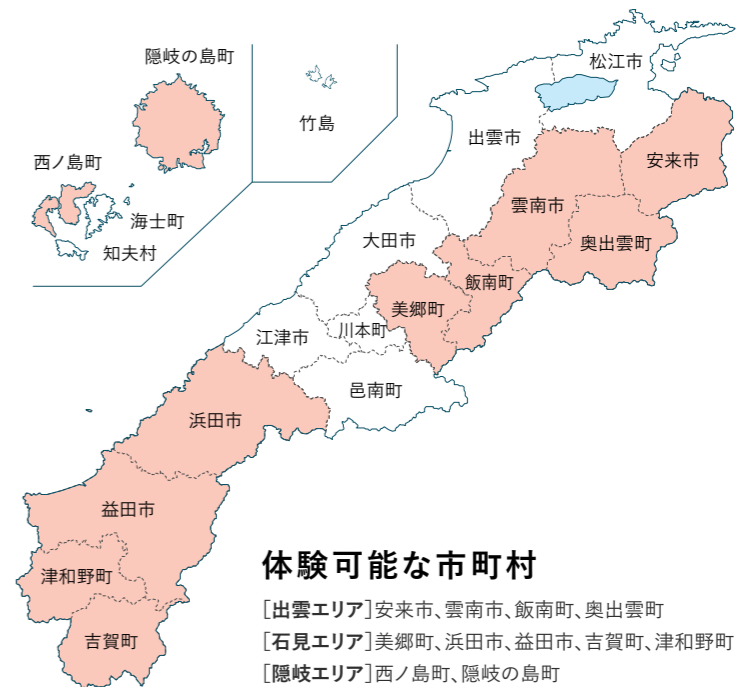 隠岐の島町
松江市
竹島
出雲市
西ノ島町
安来市
雲南市
海士町
大田市
奥出雲町
知夫村
飯南町
美郷町
江津市
川本町
邑南町
浜田市
益田市
津和野町
吉賀町
体験可能な市町村
[出雲エリア]安来市、雲南市、飯南町、奥出雲町
[石見エリア]美郷町、浜田市、益田市、吉賀町、津和野町
[隠岐エリア]西ノ島町、隠岐の島町